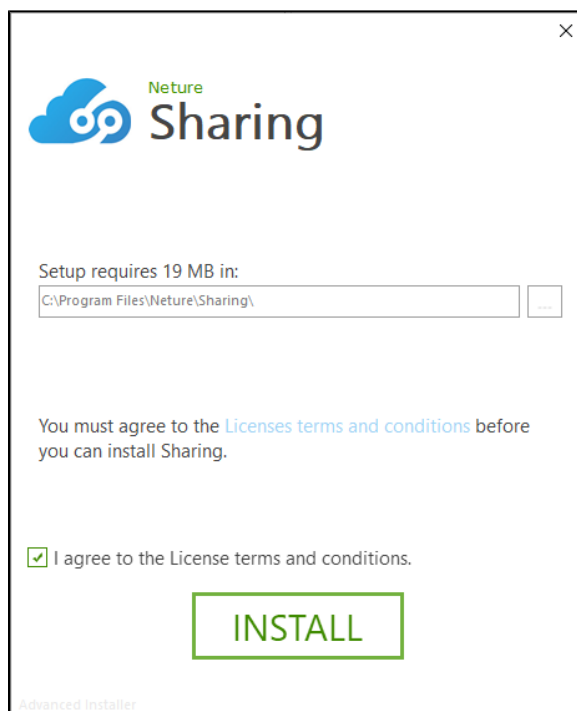 Neture
Sharing
Setup requires 19 MB in:
C:\Program Files\Neture\Sharing\
...
You must agree to the Licenses terms and conditions before
you can install Sharing.
I agree to the License terms and conditions.
INSTALL
Advanced Installer